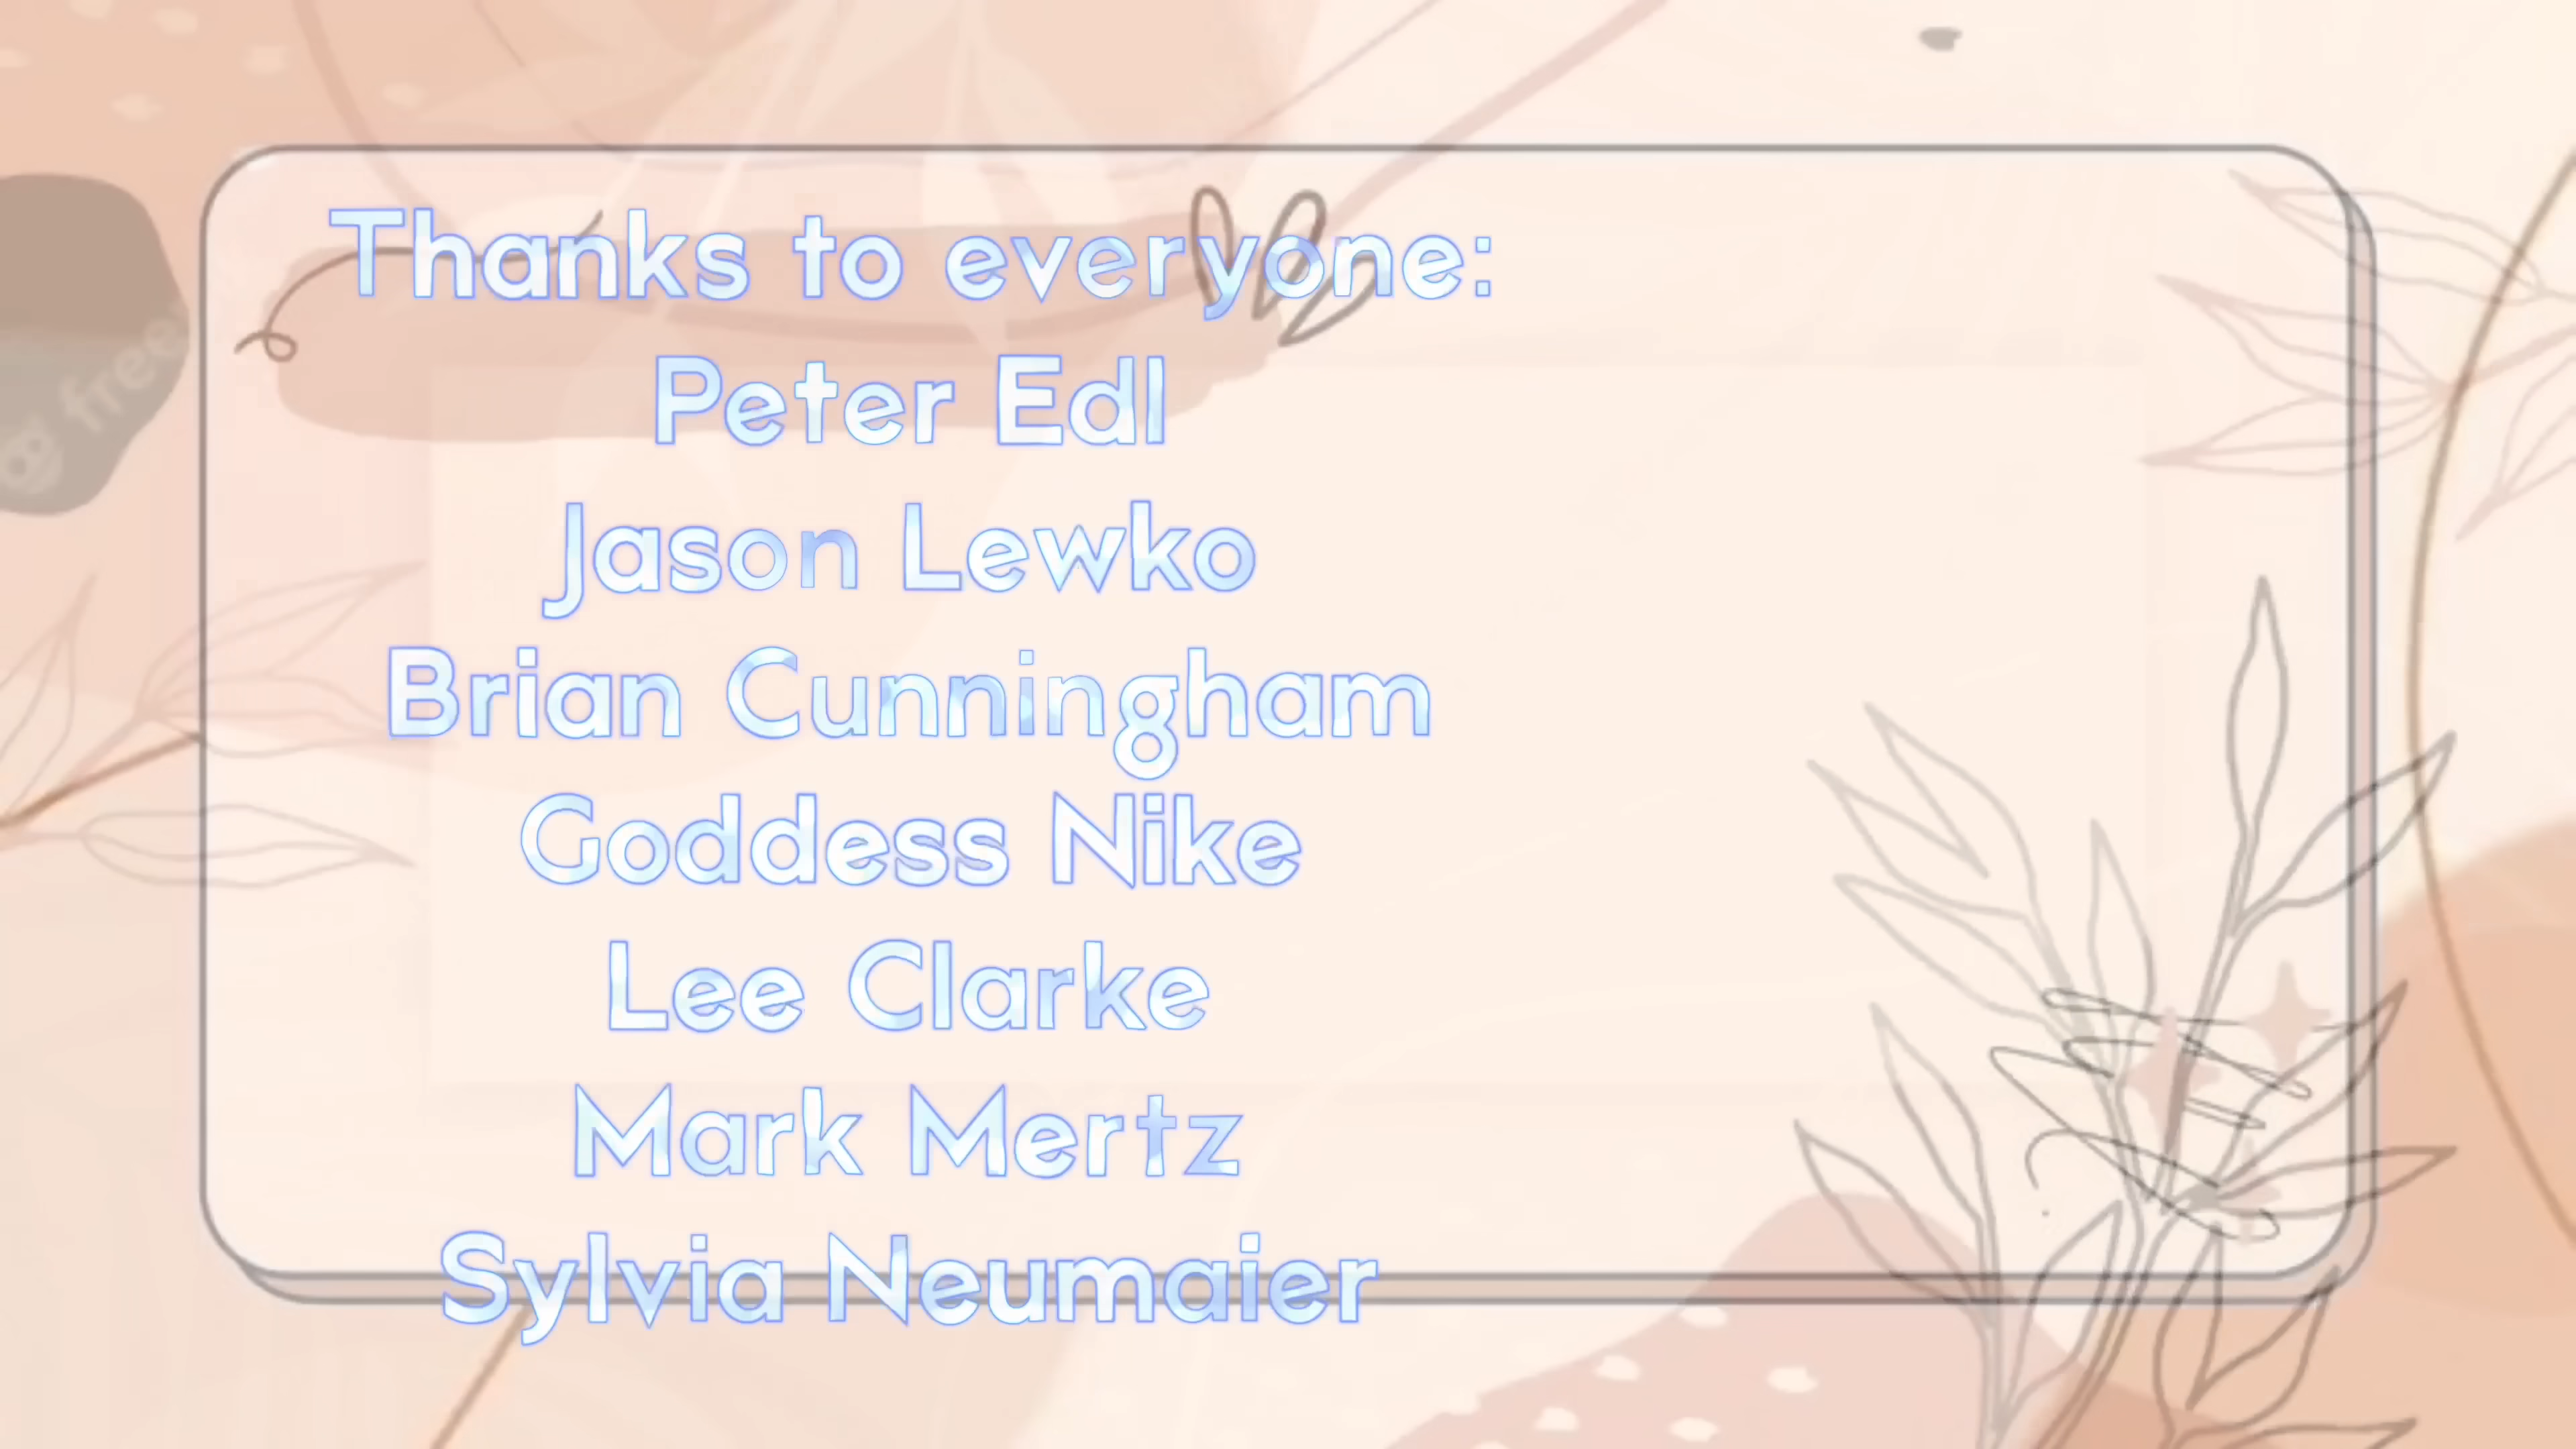 Thanks to everyone:
Peter Edl
Jason Lewko
Brian Cunningham
Goddess Nike
Lee Clarke
Mark Mertz
Sylvia Neumaier